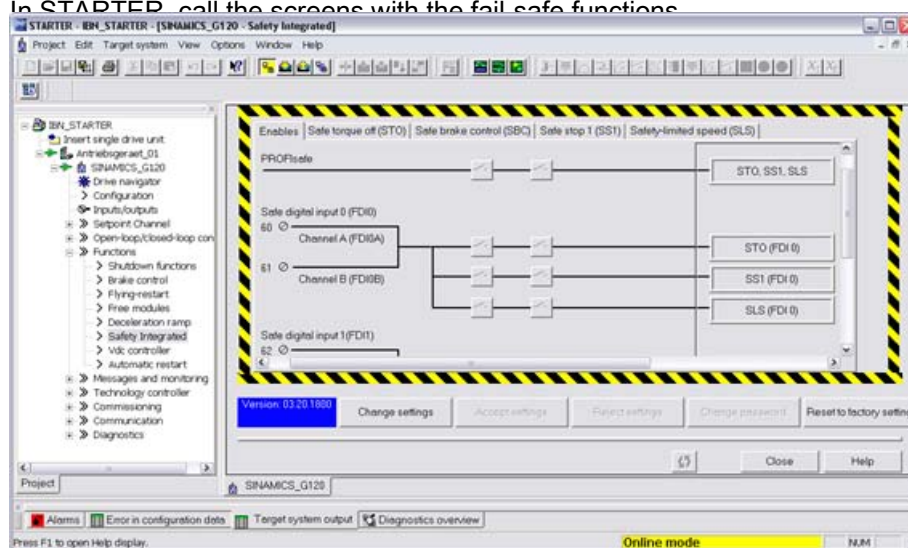 In STARTER, call the screens with the fail-safe functions
STARTER - IBN_STARTER - [SINAMICS_G120 - Safety Integrated]
Project Edit Target system View Options Window Help
IBN_STARTER
Insert single drive unit
Antriebsgeraet_01
SINAMICS_G120
Drive navigator
Configuration
Inputs/outputs
Setpoint Channel
Open-loop/closed-loop con
Functions
Shutdown functions
Brake control
Flying-restart
Free modules
Deceleration ramp
Safety Integrated
Vdc controller
Automatic restart
Messages and monitoring
Technology controller
Commissioning
Communication
Diagnostics
Project
Enables Safe torque off (STO) Safe brake control (SBC) Safe stop 1 (SS1) Safely-limited speed (SLS)
PROFIsafe
STO, SS1, SLS
Safe digital input 0 (FDI0)
60
Channel A (FDI0A)
STO (FDI 0)
61
Channel B (FDI0B)
SS1 (FDI 0)
SLS (FDI 0)
Safe digital input 1(FDI1)
62
Version: 03.20.1800 Change settings Accept settings Reject settings Change password Reset to factory settin
Close Help
SINAMICS_G120
Alarms Error in configuration data Target system output Diagnostics overview
Press F1 to open Help display. Online mode NUM